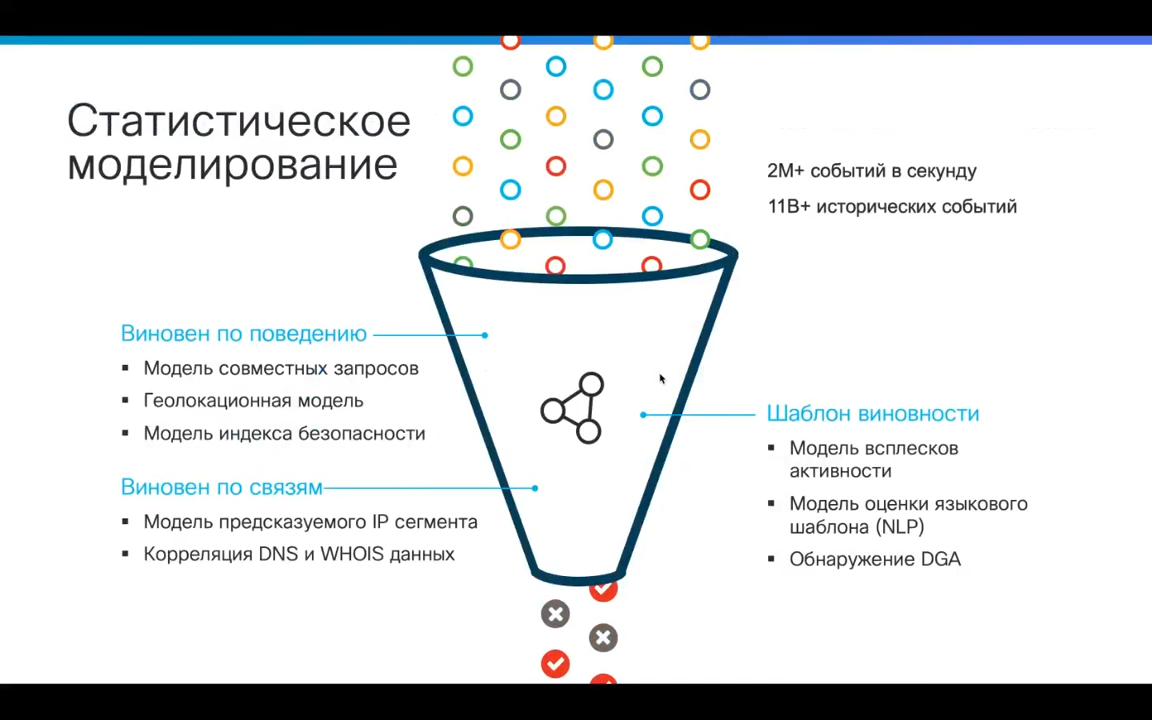 Статистическое
моделирование
2M+ событий в секунду
11B+ исторических событий
Виновен по поведению
Модель совместных запросов
Геолокационная модель
Модель индекса безопасности
Виновен по связям
Модель предсказуемого IP сегмента
Корреляция DNS и WHOIS данных
Шаблон виновности
Модель всплесков
активности
Модель оценки языкового
шаблона (NLP)
Обнаружение DGA